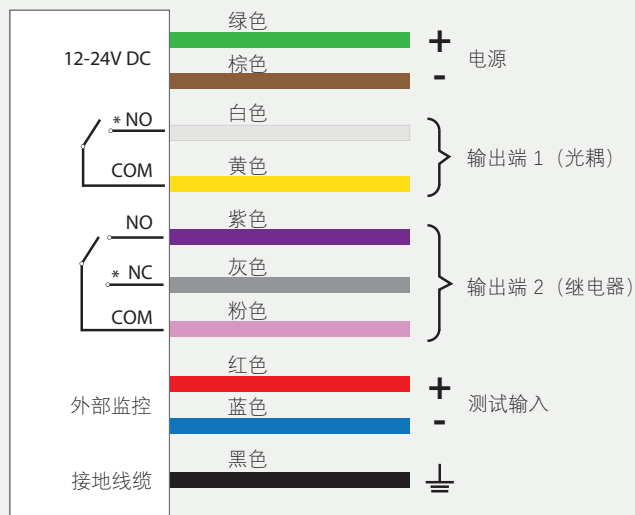 绿色
12-24V DC
+
电源
棕色
-
白色
* NO
输出端 1（光耦）
COM
黄色
NO
紫色
* NC
灰色
输出端 2（继电器）
COM
粉色
红色
+
外部监控
测试输入
蓝色
-
黑色
接地线缆